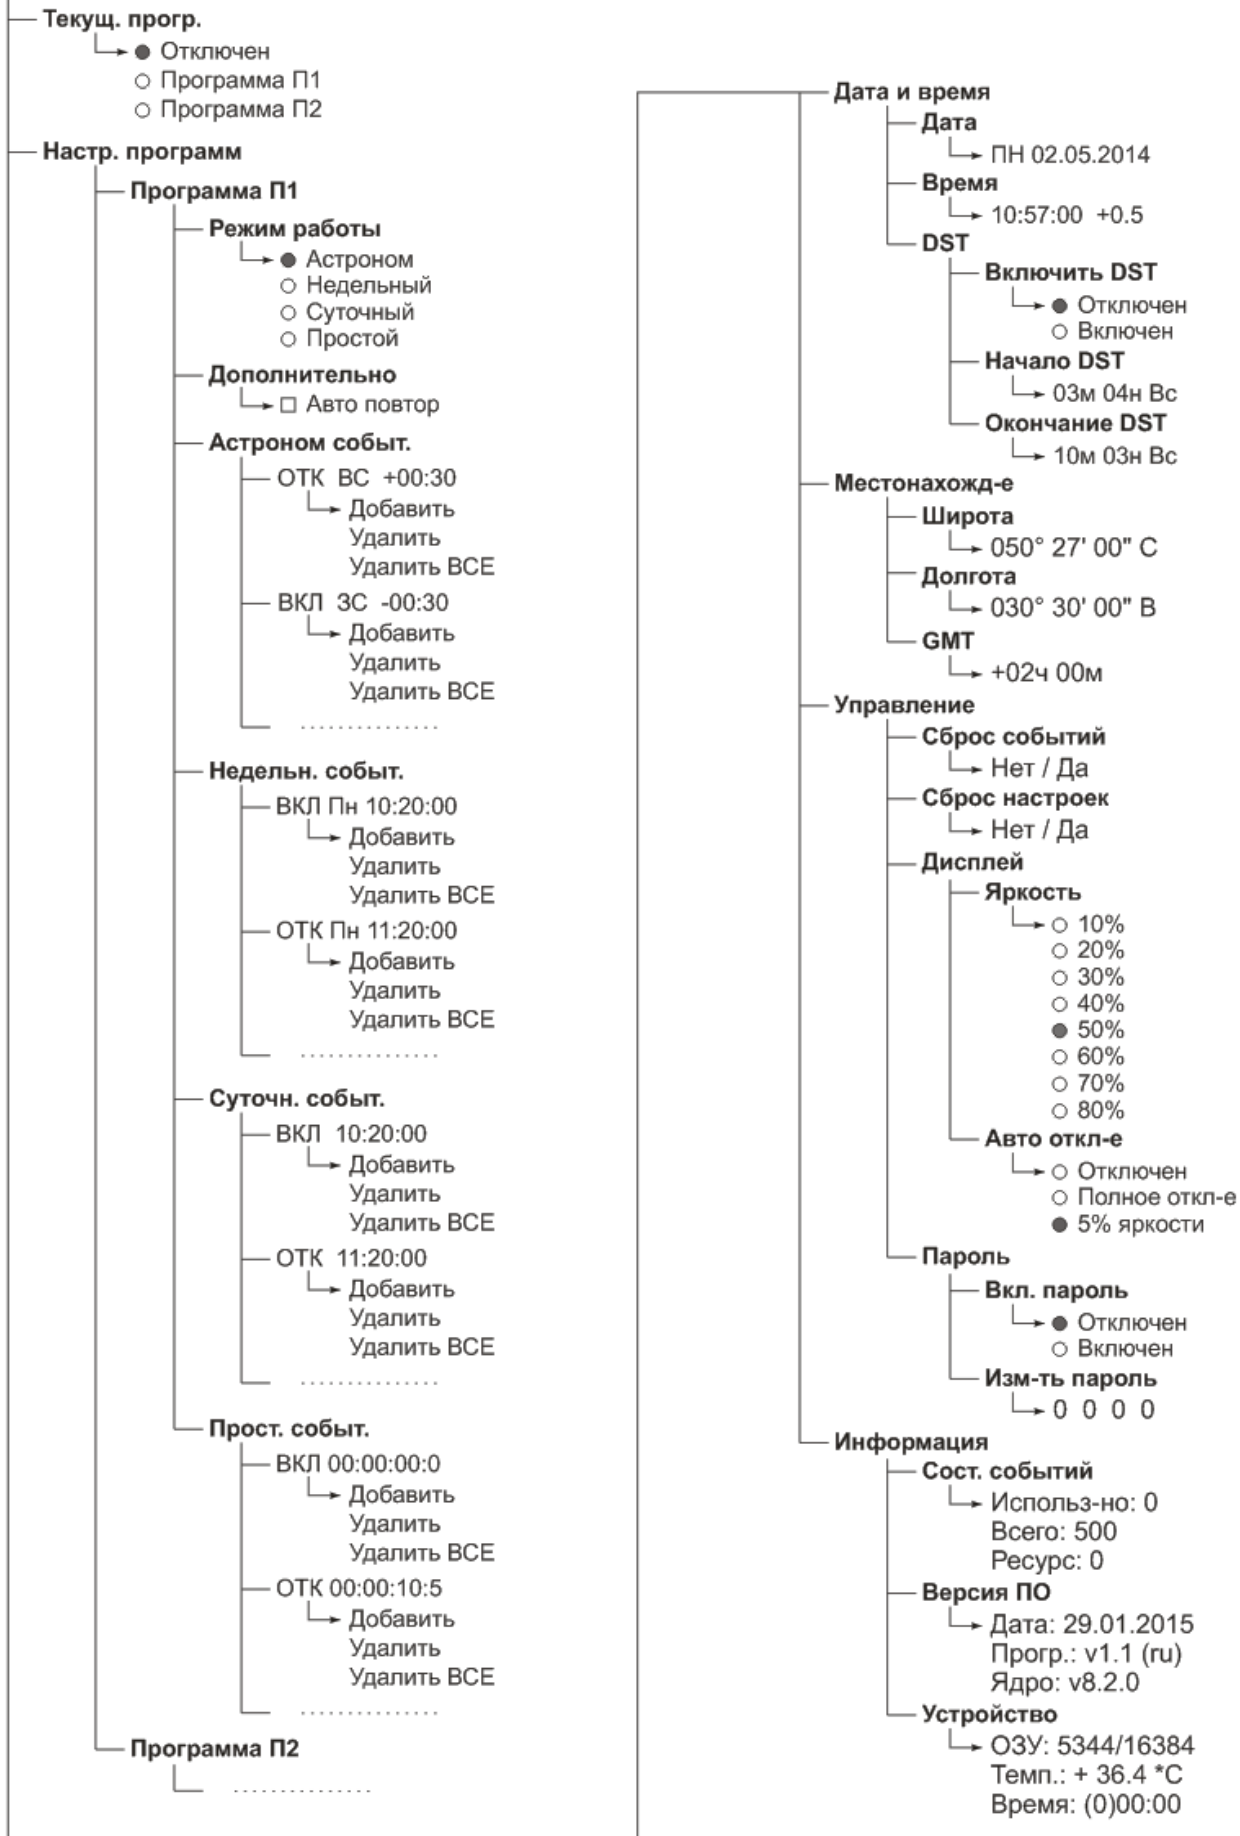 Текущ. прогр.
Отключен
Программа П1
Программа П2
Настр. программ
Программа П1
Режим работы
Астроном
Недельный
Суточный
Простой
Дополнительно
Авто повтор
Астроном событ.
ОТК ВС +00:30
Добавить
Удалить
Удалить ВСЕ
ВКЛ ЗС -00:30
Добавить
Удалить
Удалить ВСЕ
Недельн. событ.
ВКЛ Пн 10:20:00
Добавить
Удалить
Удалить ВСЕ
ОТК Пн 11:20:00
Добавить
Удалить
Удалить ВСЕ
Суточн. событ.
ВКЛ 10:20:00
Добавить
Удалить
Удалить ВСЕ
ОТК 11:20:00
Добавить
Удалить
Удалить ВСЕ
Прост. событ.
ВКЛ 00:00:00:0
Добавить
Удалить
Удалить ВСЕ
ОТК 00:00:10:5
Добавить
Удалить
Удалить ВСЕ
Программа П2
Дата и время
Дата
ПН 02.05.2014
Время
10:57:00 +0.5
DST
Включить DST
Отключен
Включен
Начало DST
03м 04н Вс
Окончание DST
10м 03н Вс
Местонахожд-е
Широта
050° 27' 00" С
Долгота
030° 30' 00" В
GMT
+02ч 00м
Управление
Сброс событий
Нет / Да
Сброс настроек
Нет / Да
Дисплей
Яркость
10%
20%
30%
40%
50%
60%
70%
80%
Авто откл-е
Отключен
Полное откл-е
5% яркости
Пароль
Вкл. пароль
Отключен
Включен
Изм-ть пароль
0 0 0 0
Информация
Сост. событий
Использ-но: 0
Всего: 500
Ресурс: 0
Версия ПО
Дата: 29.01.2015
Прогр.: v1.1 (ru)
Ядро: v8.2.0
Устройство
ОЗУ: 5344/16384
Темп.: + 36.4 *C
Время: (0)00:00